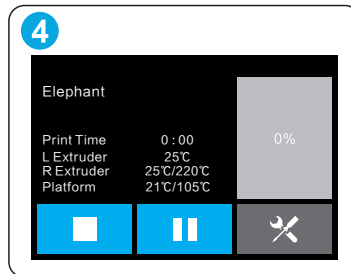 4
Elephant
Print Time 0:00
0%
L Extruder 25℃
R Extruder 25℃/220℃
Platform 21℃/105℃